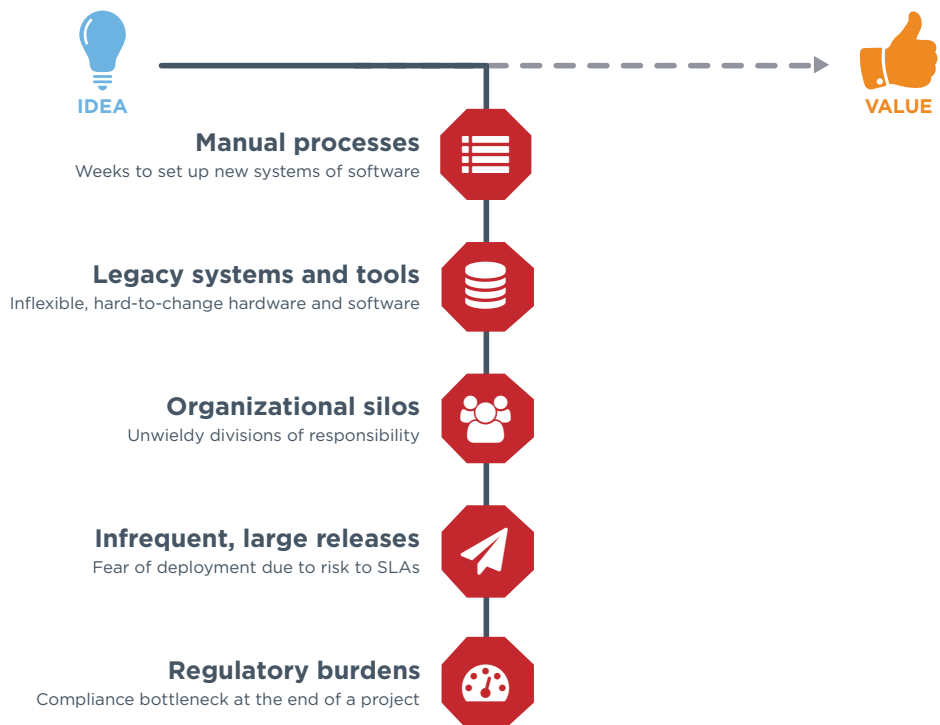 IDEA
VALUE
Manual processes
Weeks to set up new systems of software
Legacy systems and tools
Inflexible, hard-to-change hardware and software
Organizational silos
Unwieldy divisions of responsibility
Infrequent, large releases
Fear of deployment due to risk to SLAs
Regulatory burdens
Compliance bottleneck at the end of a project